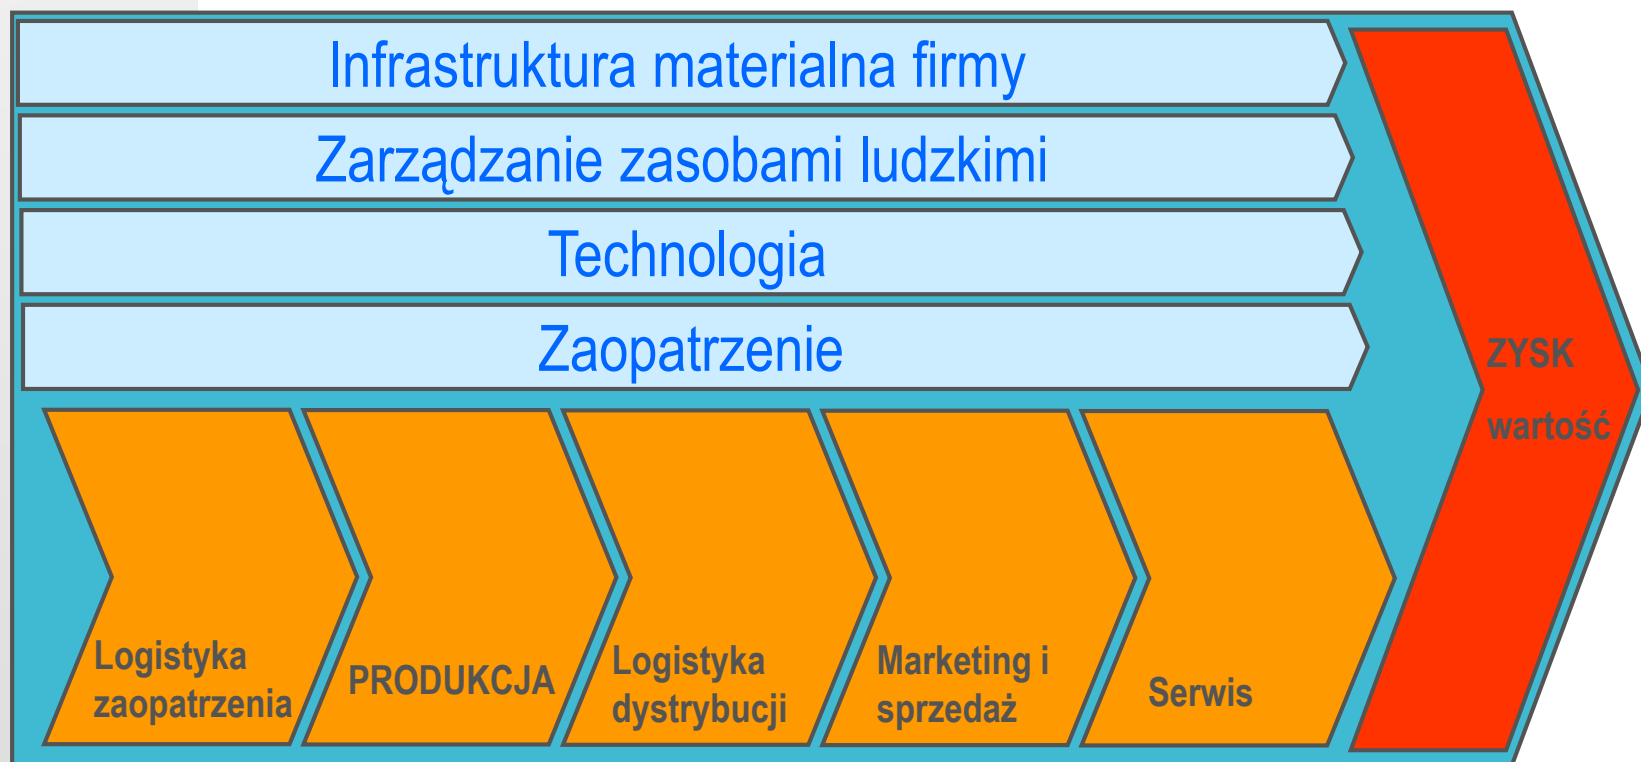 Infrastruktura materialna firmy
Zarządzanie zasobami ludzkimi
Technologia
Zaopatrzenie
ZYSK
wartość
Logistyka
zaopatrzenia
PRODUKCJA
Logistyka
dystrybucji
Marketing i
sprzedaż
Serwis